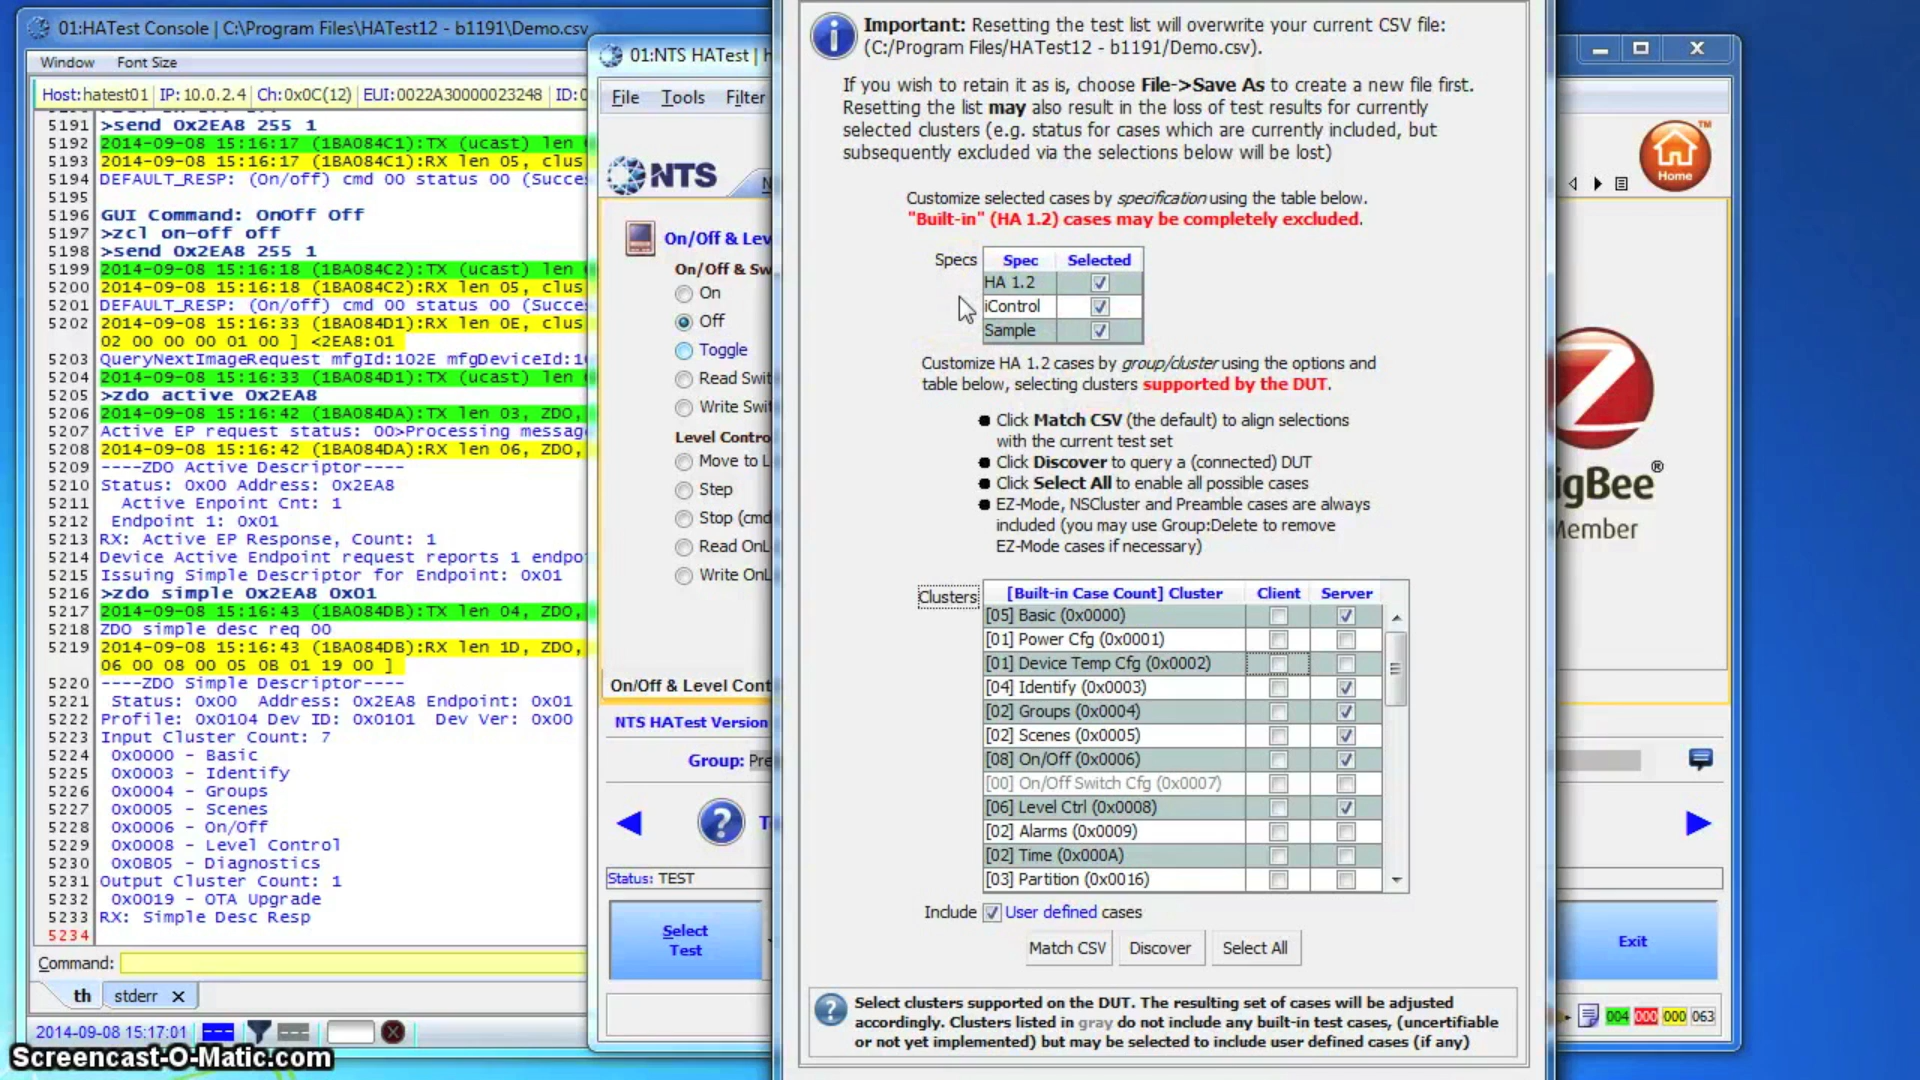 01:HATest Console | C:\Program Files\HATest12 - b1191\Demo.csv
Window Font Size
Host:hatest01 IP:10.0.2.4 Ch:0x0C(12) EUI:0022A30000023248 ID:0
5191 >send 0x2EA8 255 1
5192 2014-09-08 15:16:17 (1BA084C1):TX (ucast) len
5193 2014-09-08 15:16:17 (1BA084C1):RX len 05, clus
5194 DEFAULT_RESP: (On/off) cmd 00 status 00 (Succes
5195
5196 GUI Command: OnOff Off
5197 >zcl on-off off
5198 >send 0x2EA8 255 1
5199 2014-09-08 15:16:18 (1BA084C2):TX (ucast) len
5200 2014-09-08 15:16:18 (1BA084C2):RX len 05, clus
5201 DEFAULT_RESP: (On/off) cmd 00 status 00 (Succes
5202 2014-09-08 15:16:33 (1BA084D1):RX len 0E, clus
02 00 00 00 01 00 ] <2EA8:01
5203 QueryNextImageRequest mfgId:102E mfgDeviceId:1
5204 2014-09-08 15:16:33 (1BA084D1):TX (ucast) len
5205 >zdo active 0x2EA8
5206 2014-09-08 15:16:42 (1BA084DA):TX len 03, ZDO,
5207 Active EP request status: 00>Processing message
5208 2014-09-08 15:16:42 (1BA084DA):RX len 06, ZDO,
5209 ----ZDO Active Descriptor----
5210 Status: 0x00 Address: 0x2EA8
5211 Active Enpoint Cnt: 1
5212 Endpoint 1: 0x01
5213 RX: Active EP Response, Count: 1
5214 Device Active Endpoint request reports 1 endpo
5215 Issuing Simple Descriptor for Endpoint: 0x01
5216 >zdo simple 0x2EA8 0x01
5217 2014-09-08 15:16:43 (1BA084DB):TX len 04, ZDO,
5218 ZDO simple desc req 00
5219 2014-09-08 15:16:43 (1BA084DB):RX len 1D, ZDO,
06 00 08 00 05 0B 01 19 00 ]
5220 ----ZDO Simple Descriptor----
5221 Status: 0x00 Address: 0x2EA8 Endpoint: 0x01
5222 Profile: 0x0104 Dev ID: 0x0101 Dev Ver: 0x00
5223 Input Cluster Count: 7
5224 0x0000 - Basic
5225 0x0003 - Identify
5226 0x0004 - Groups
5227 0x0005 - Scenes
5228 0x0006 - On/Off
5229 0x0008 - Level Control
5230 0x0B05 - Diagnostics
5231 Output Cluster Count: 1
5232 0x0019 - OTA Upgrade
5233 RX: Simple Desc Resp
5234
Command:
th stderr
2014-09-08 15:17:01
Screencast-O-Matic.com
01:NTS HATest | h
File Tools Filter
NTS
On/Off & Lev
On/Off & Sw
On
Off
Toggle
Read Swit
Write Swi
Level Contro
Move to L
Step
Stop (cmd
Read OnL
Write OnL
On/Off & Level Cont
NTS HATest Version
Group: Pre
Status: TEST
Select
Test
Important: Resetting the test list will overwrite your current CSV file:
(C:/Program Files/HATest12 - b1191/Demo.csv).
If you wish to retain it as is, choose File->Save As to create a new file first.
Resetting the list may also result in the loss of test results for currently
selected clusters (e.g. status for cases which are currently included, but
subsequently excluded via the selections below will be lost)
Customize selected cases by specification using the table below.
"Built-in" (HA 1.2) cases may be completely excluded.
Specs Spec Selected
HA 1.2
iControl
Sample
Customize HA 1.2 cases by group/cluster using the options and
table below, selecting clusters supported by the DUT.
Click Match CSV (the default) to align selections
with the current test set
Click Discover to query a (connected) DUT
Click Select All to enable all possible cases
EZ-Mode, NSCluster and Preamble cases are always
included (you may use Group:Delete to remove
EZ-Mode cases if necessary)
Clusters [Built-in Case Count] Cluster Client Server
[05] Basic (0x0000)
[01] Power Cfg (0x0001)
[01] Device Temp Cfg (0x0002)
[04] Identify (0x0003)
[02] Groups (0x0004)
[02] Scenes (0x0005)
[08] On/Off (0x0006)
[00] On/Off Switch Cfg (0x0007)
[06] Level Ctrl (0x0008)
[02] Alarms (0x0009)
[02] Time (0x000A)
[03] Partition (0x0016)
Include User defined cases
Match CSV Discover Select All
Select clusters supported on the DUT. The resulting set of cases will be adjusted
accordingly. Clusters listed in gray do not include any built-in test cases, (uncertifiable
or not yet implemented) but may be selected to include user defined cases (if any)
Home
TM
igBee®
Member
Exit
004 000 000 063